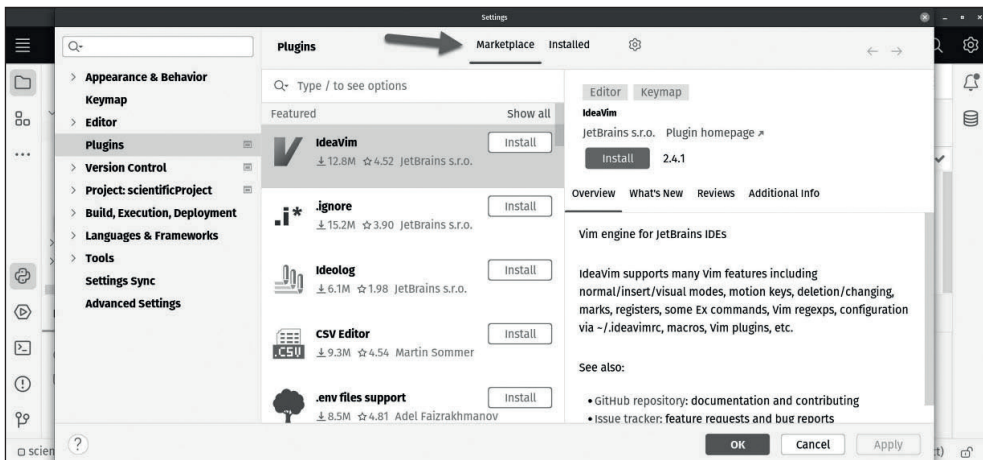 Settings
Plugins
Marketplace Installed
Appearance & Behavior
Keymap
Editor
Plugins
Version Control
Project: scientificProject
Build, Execution, Deployment
Languages & Frameworks
Tools
Settings Sync
Advanced Settings
Type / to see options
Featured Show all
IdeaVim Install
12.8M 4.52 JetBrains s.r.o.
.i*
.ignore Install
15.2M 3.90 JetBrains s.r.o.
Ideolog Install
6.1M 1.98 JetBrains s.r.o.
CSV Editor Install
.CSV
9.3M 4.54 Martin Sommer
.env files support Install
8.5M 4.81 Adel Faizrakhmanov
Editor Keymap
IdeaVim
JetBrains s.r.o. Plugin homepage ↗
Install 2.4.1
Overview What's New Reviews Additional Info
Vim engine for JetBrains IDEs
IdeaVim supports many Vim features including
normal/insert/visual modes, motion keys, deletion/changing,
marks, registers, some Ex commands, Vim regexps, configuration
via ~/.ideavimrc, macros, Vim plugins, etc.
See also:
• GitHub repository: documentation and contributing
• Issue tracker: feature requests and bug reports
? OK Cancel Apply
scien t)